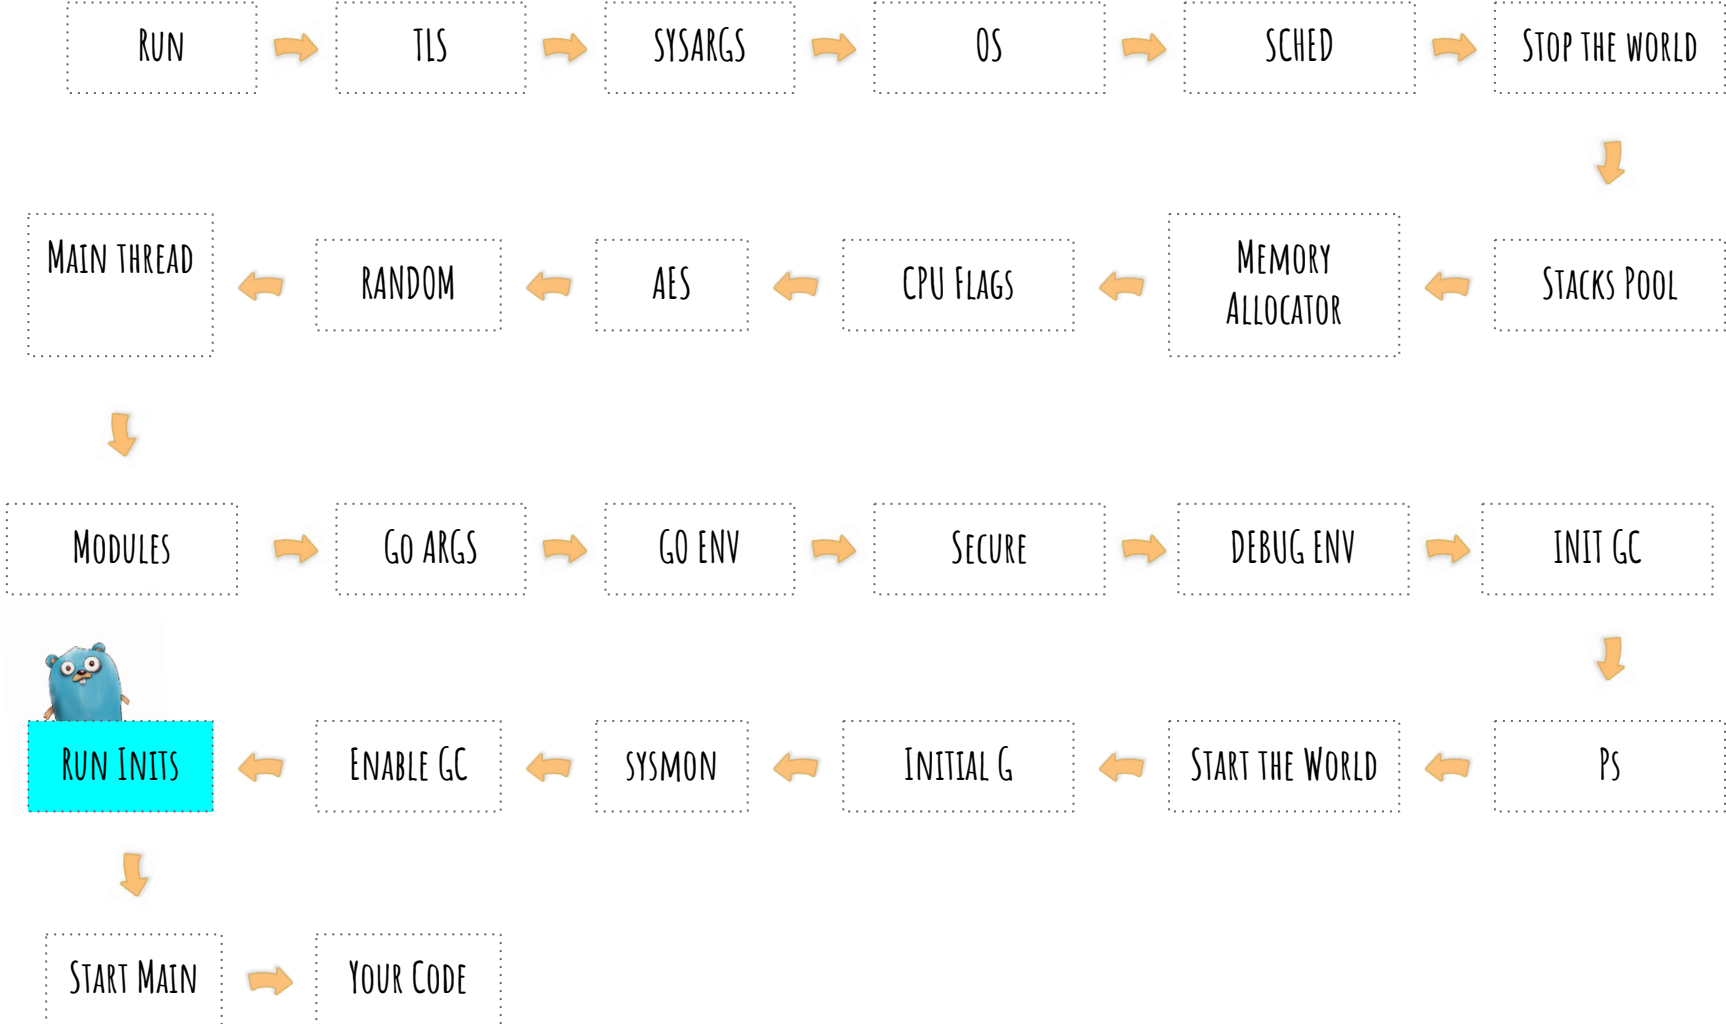 Run
TLS
SYSARGS
OS
SCHED
Stop the world
Stacks Pool
Memory
Allocator
CPU Flags
AES
RANDOM
Main thread
Modules
Go ARGS
GO ENV
Secure
DEBUG ENV
INIT GC
Ps
Start the World
Initial G
sysmon
Enable GC
Run Inits
Start Main
Your Code